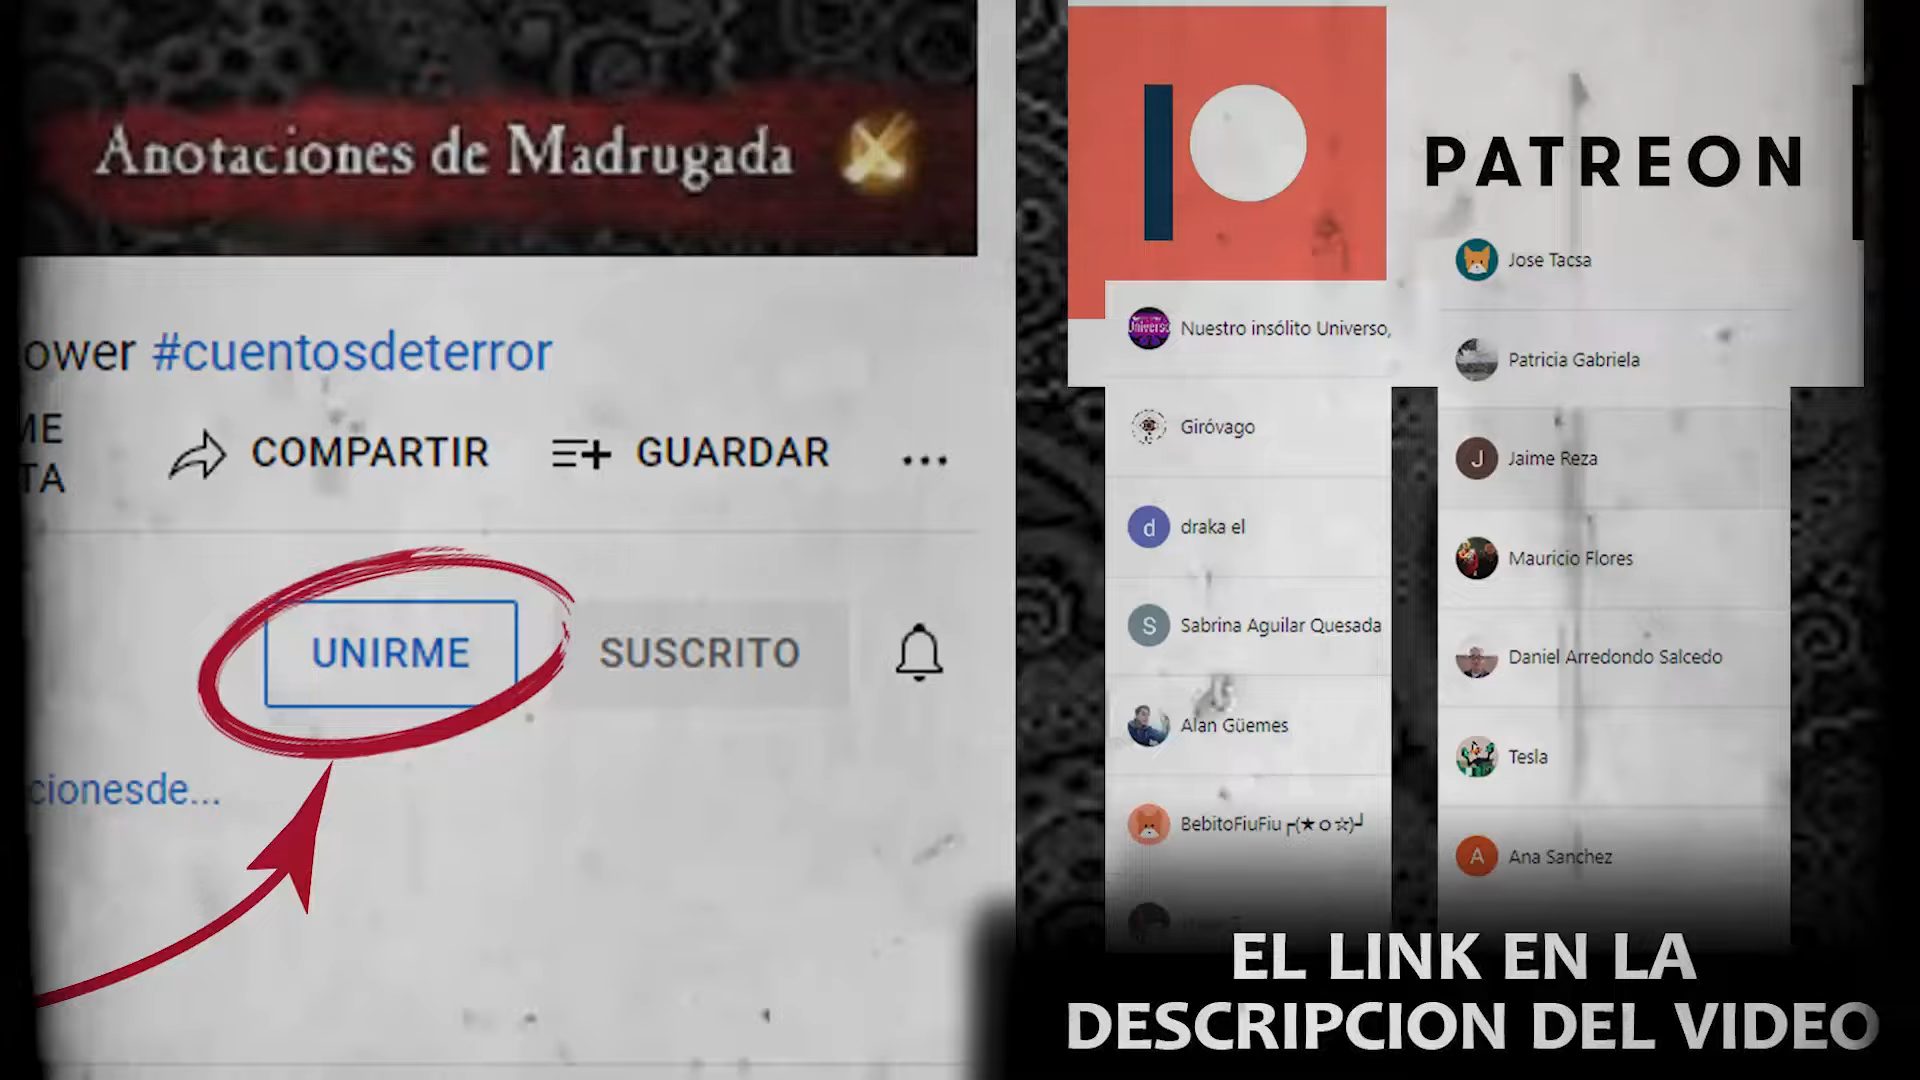 Anotaciones de Madrugada
ower #cuentosdeterror
ME
TA
COMPARTIR
GUARDAR
...
UNIRME
SUSCRITO
cionesde...
PATREON
Universo
Nuestro insólito Universo,
Giróvago
d
draka el
S
Sabrina Aguilar Quesada
Alan Güemes
BebitoFiuFiu ┌(★o☆)┘
Jose Tacsa
Patricia Gabriela
J
Jaime Reza
Mauricio Flores
Daniel Arredondo Salcedo
Tesla
A
Ana Sanchez
EL LINK EN LA
DESCRIPCION DEL VIDEO